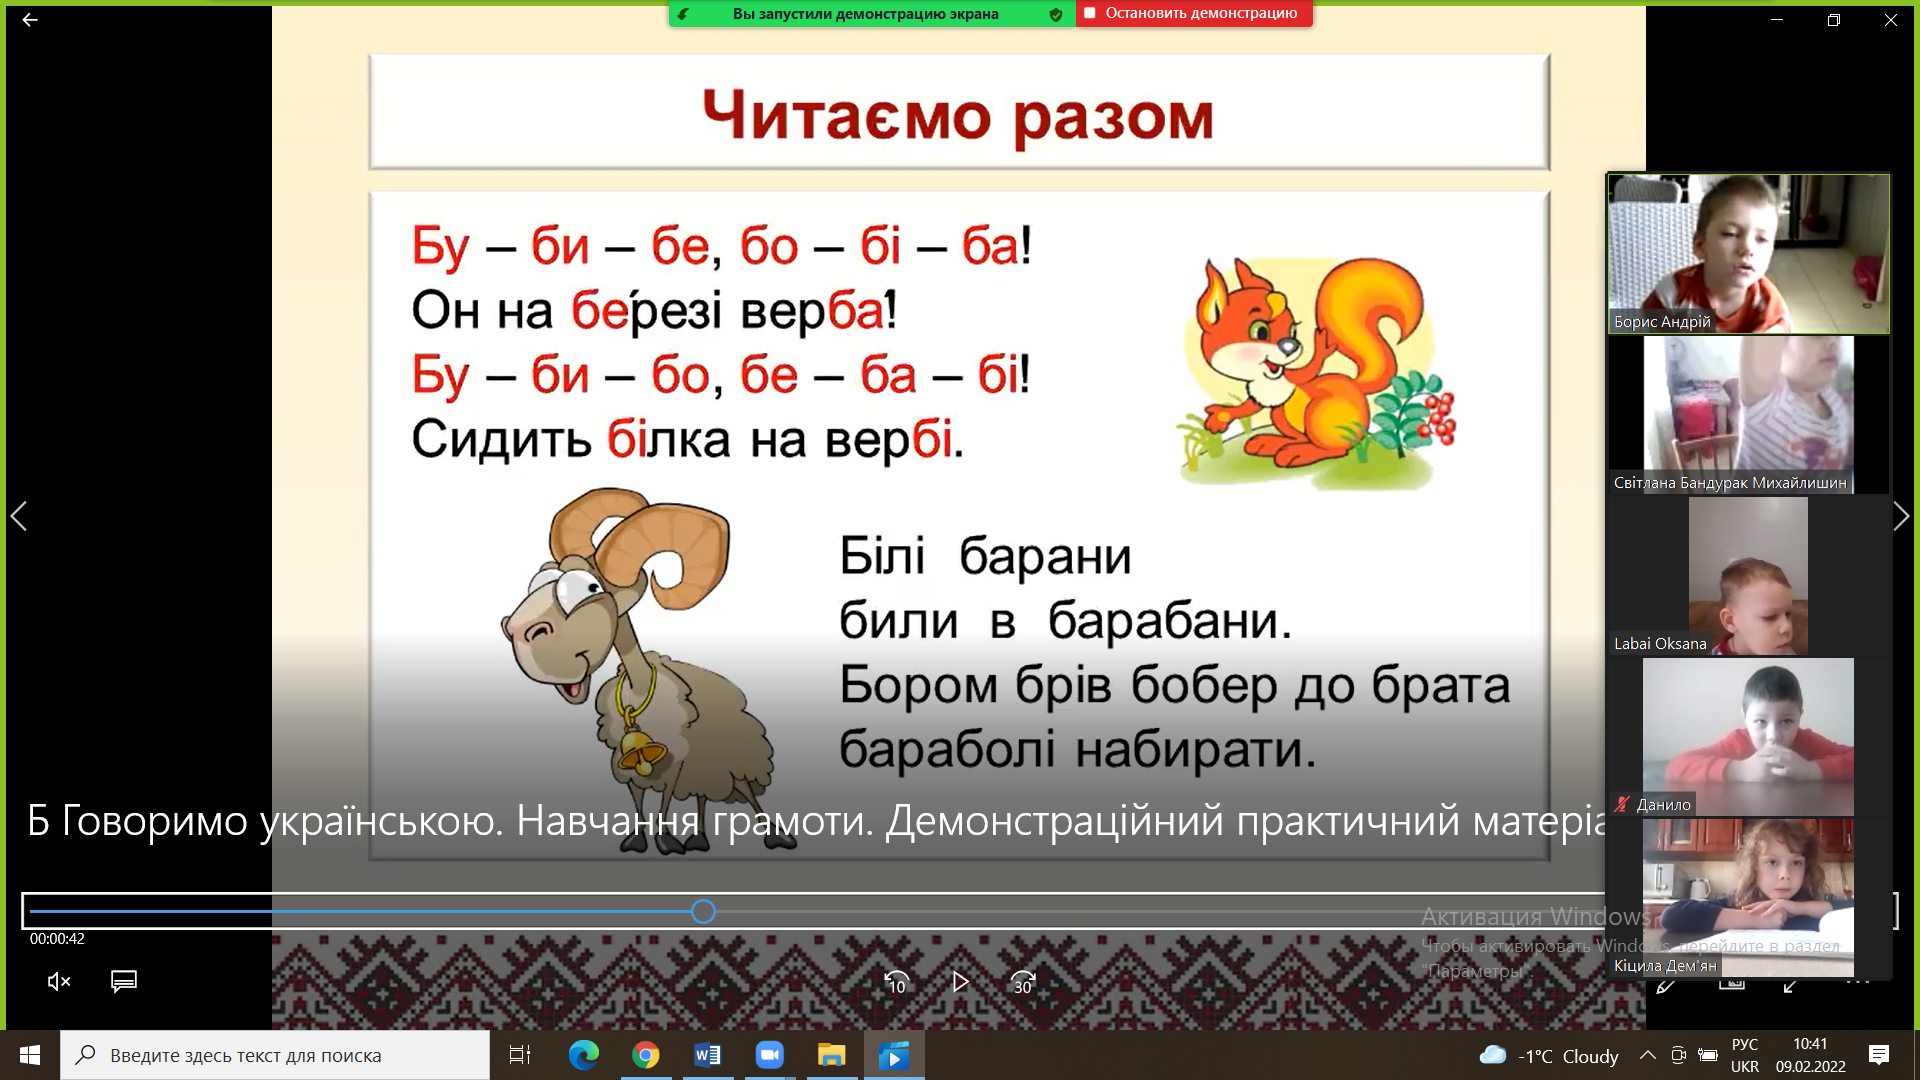 Вы запустили демонстрацию экрана
Остановить демонстрацию
Читаємо разом
Бу – би – бе, бо – бі – ба!
Он на бе́резі верба́!
Бу – би – бо, бе – ба – бі!
Сидить білка на вербі.
Білі барани
били в барабани.
Бором брів бобер до брата
бараболі набирати.
Борис Андрій
Світлана Бандурак Михайлишин
Labai Oksana
Данило
Кіцила Дем'ян
Б Говоримо українською. Навчання грамоти. Демонстраційний практичний матеріа
00:00:42
10
30
Активация Windows
Чтобы активировать Windows, перейдите в раздел
"Параметры".
Введите здесь текст для поиска
-1°C Cloudy
РУС
UKR
10:41
09.02.2022